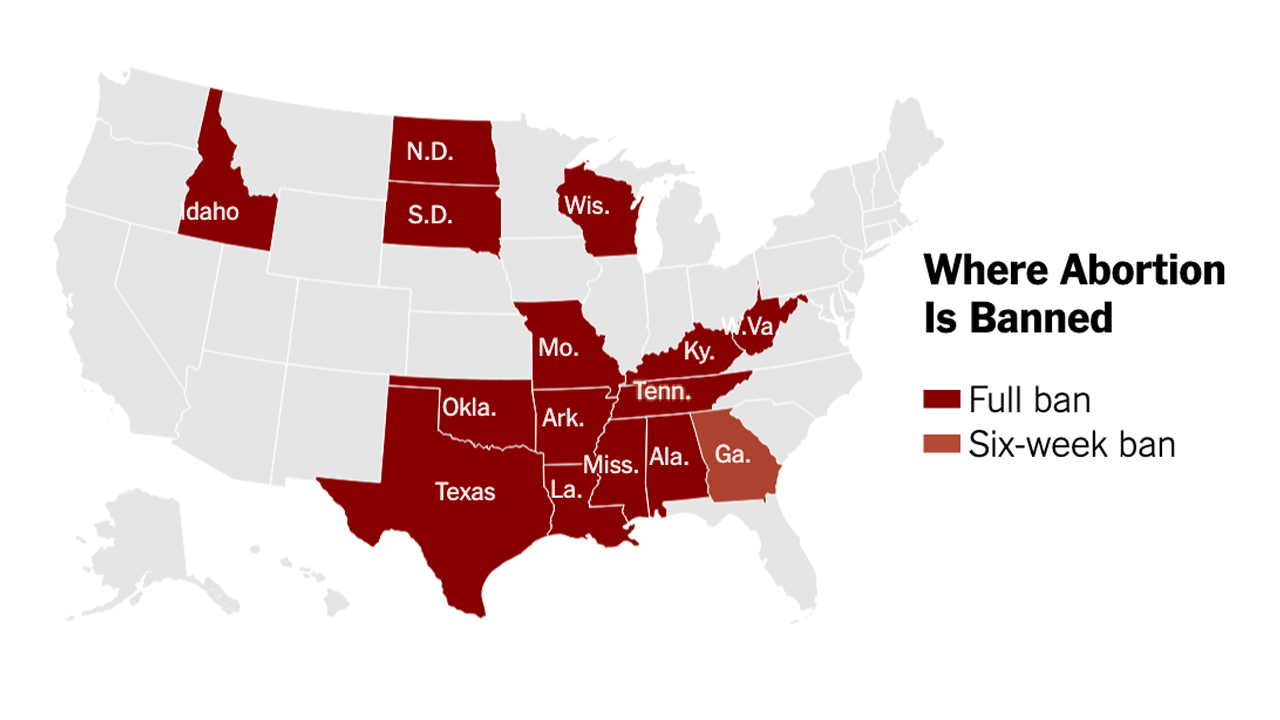 N.D.
Idaho
S.D.
Wis.
Where Abortion
Is Banned
W.Va.
Mo.
Ky.
Tenn.
Full ban
Okla.
Ark.
Six-week ban
Miss.
Ala.
Ga.
Texas
La.